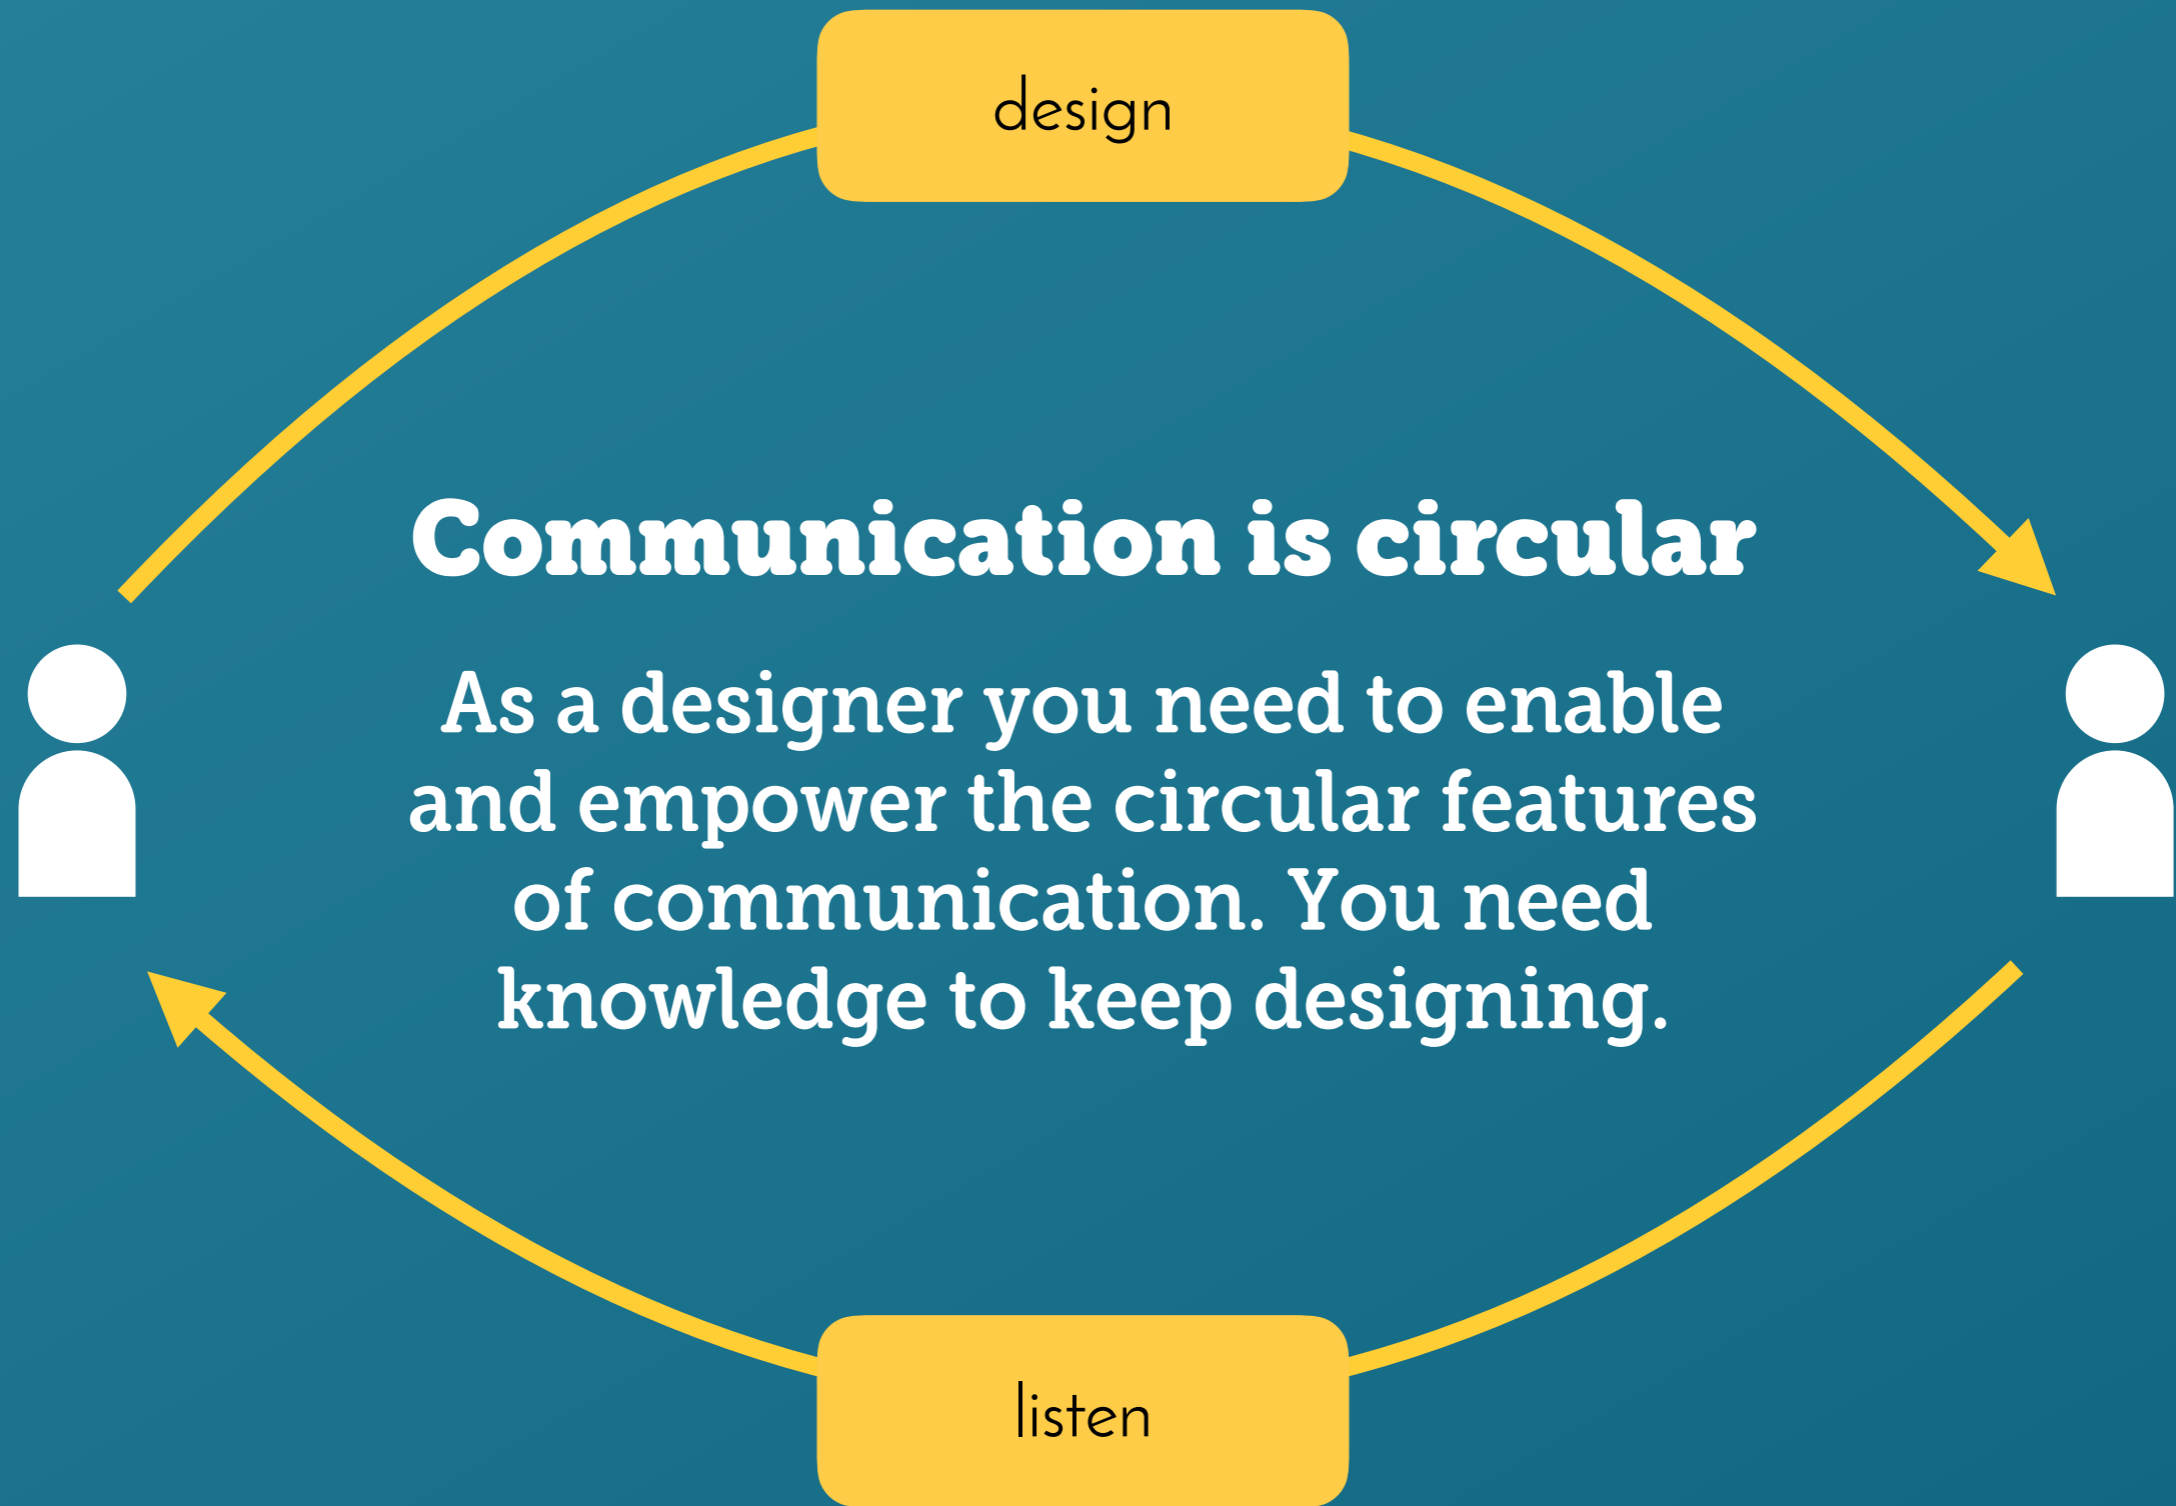 design
Communication is circular
As a designer you need to enable
and empower the circular features
of communication. You need
knowledge to keep designing.
listen